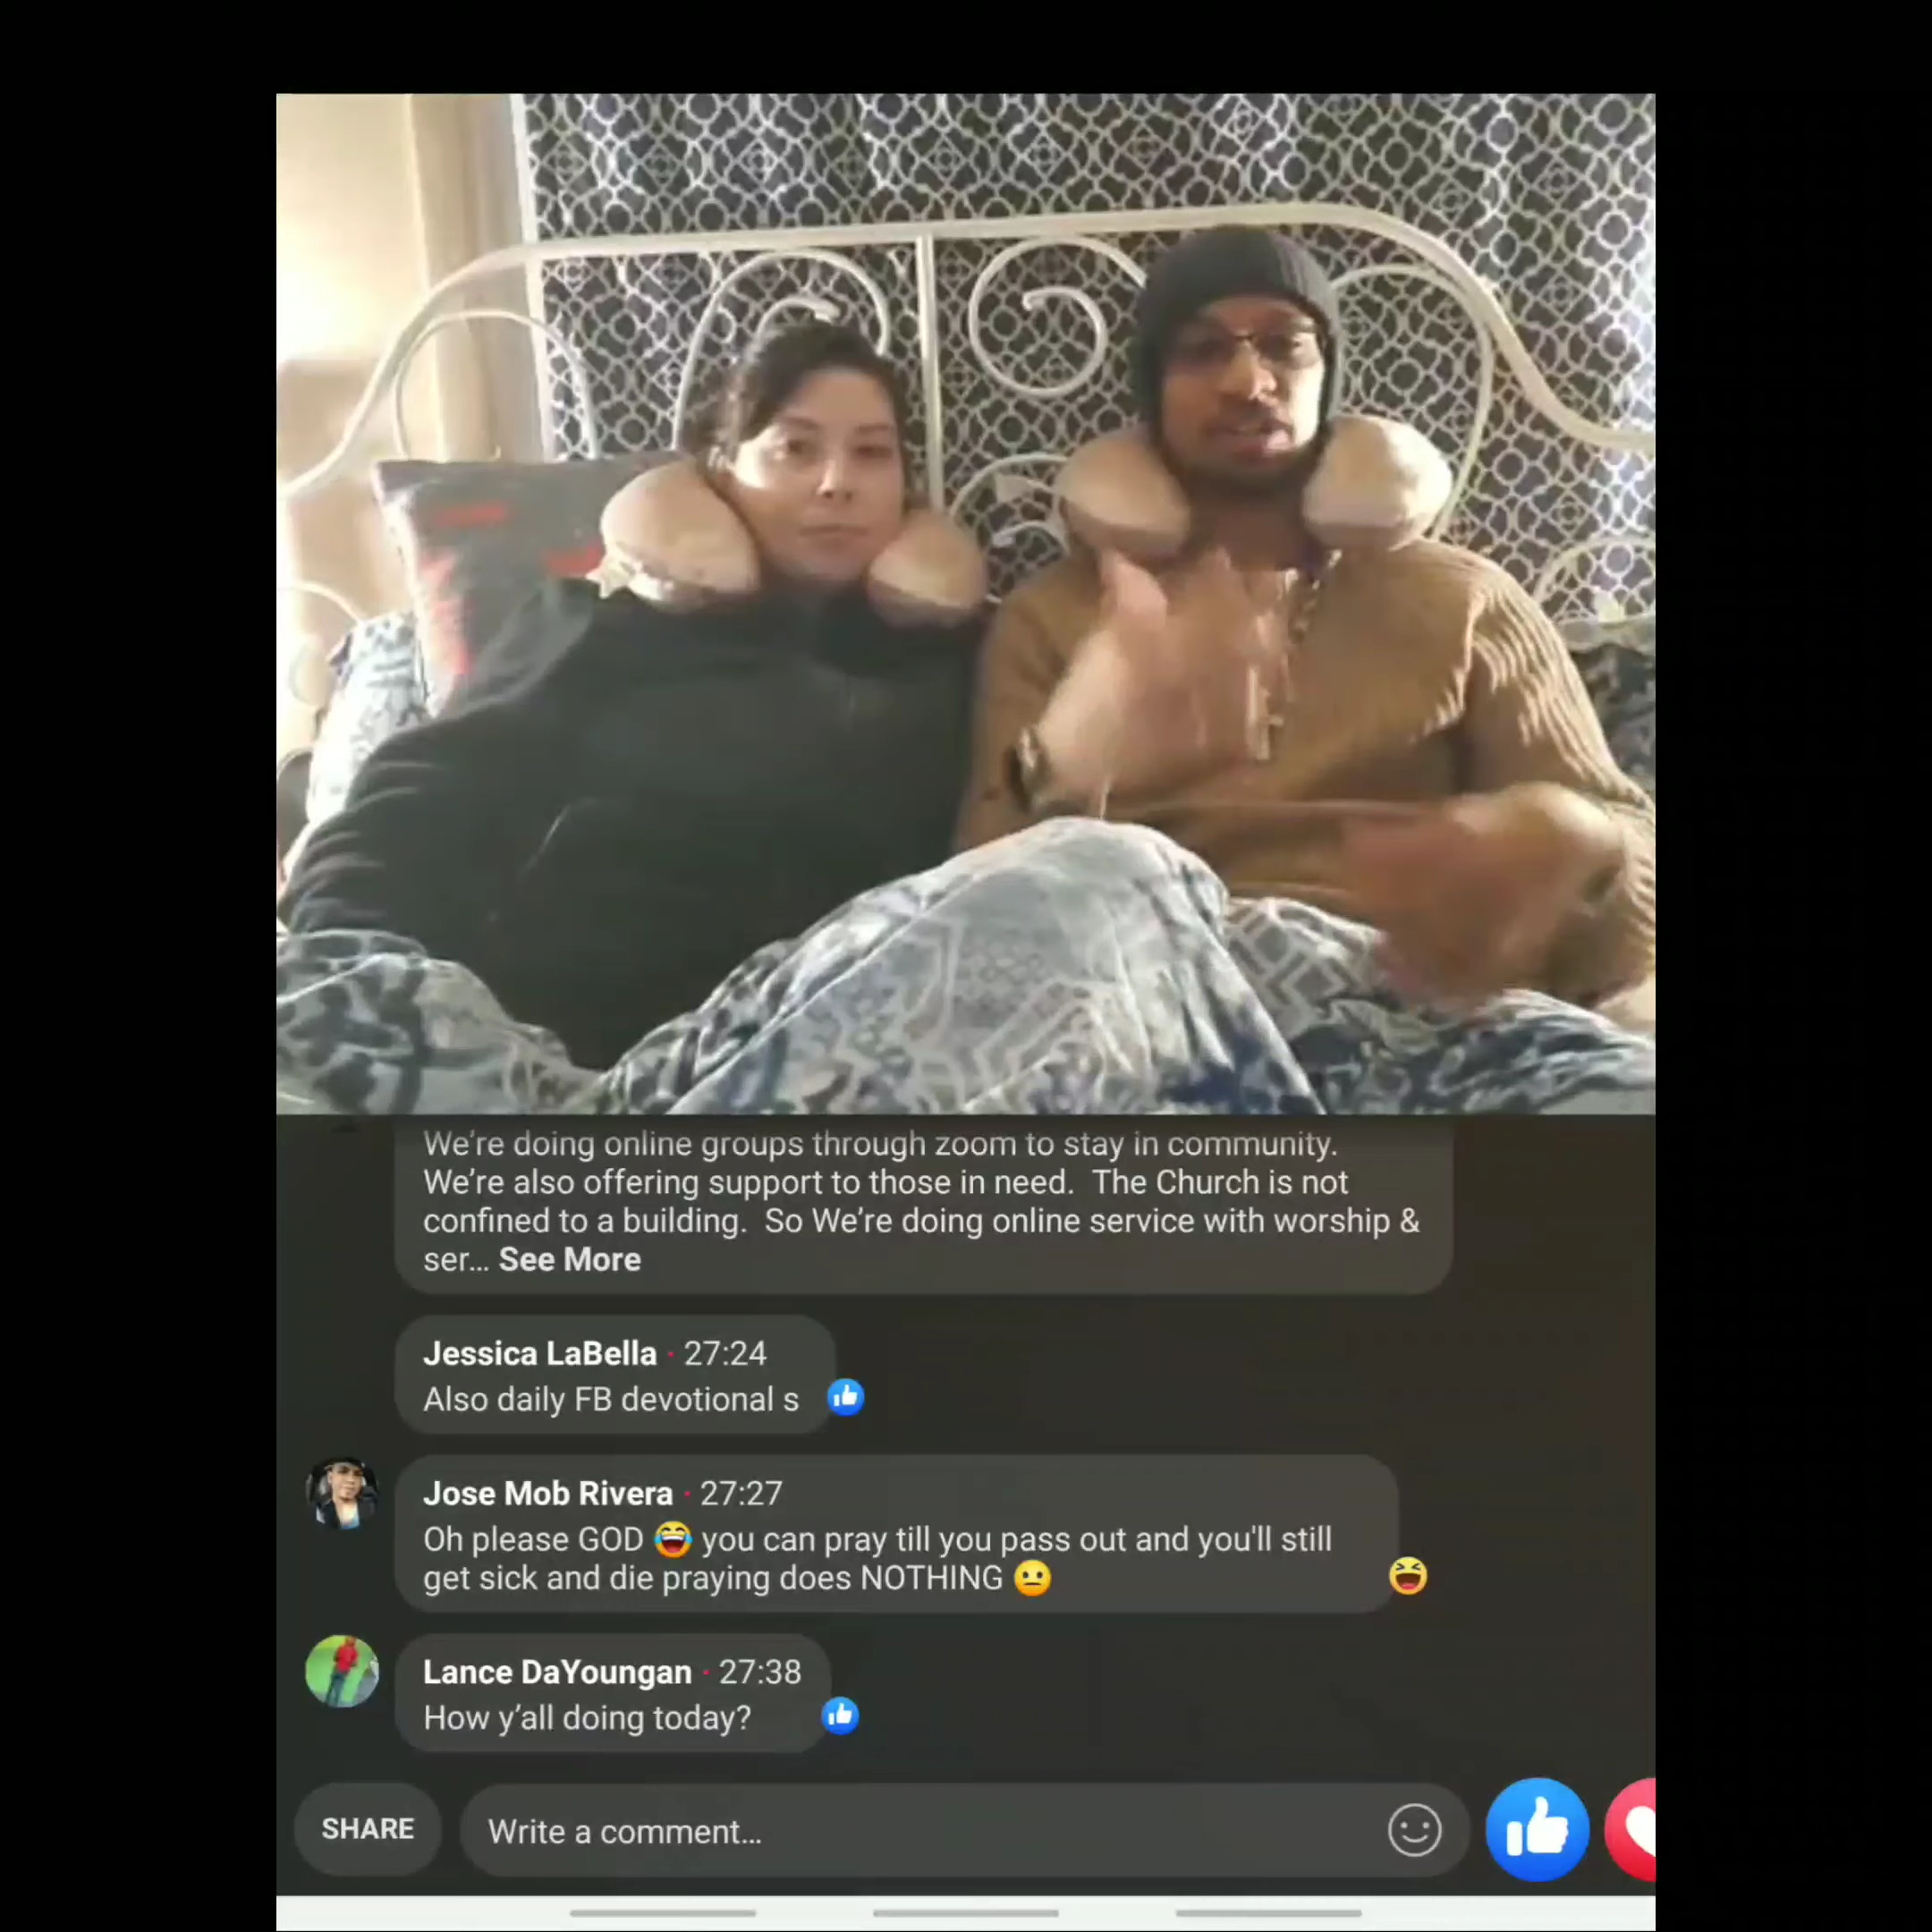 We're doing online groups through zoom to stay in community.
We're also offering support to those in need.  The Church is not
confined to a building.  So We're doing online service with worship &
ser... See More
Jessica LaBella · 27:24
Also daily FB devotional s
Jose Mob Rivera · 27:27
Oh please GOD 😂 you can pray till you pass out and you'll still
get sick and die praying does NOTHING 😐
Lance DaYoungan · 27:38
How y'all doing today?
SHARE
Write a comment...